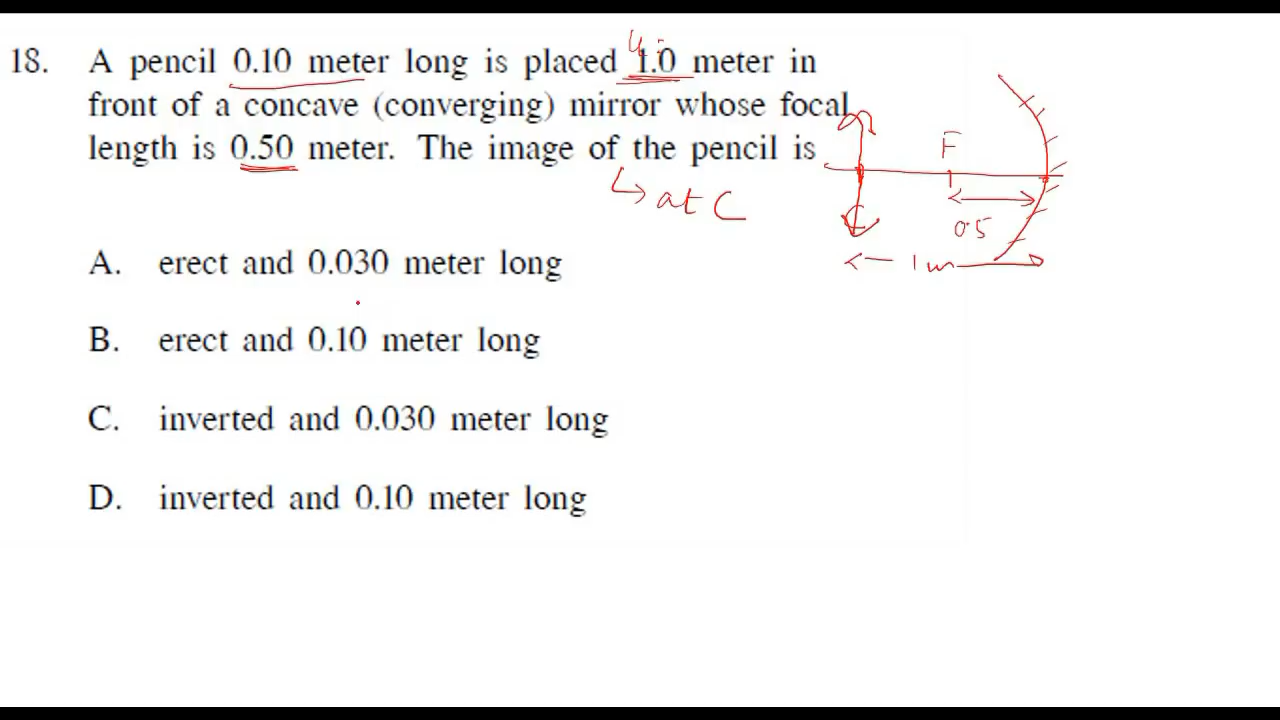 18. A pencil 0.10 meter long is placed 1.0 meter in
front of a concave (converging) mirror whose focal
length is 0.50 meter. The image of the pencil is
u
F
at C
C
0.5
1m
A. erect and 0.030 meter long
B. erect and 0.10 meter long
C. inverted and 0.030 meter long
D. inverted and 0.10 meter long